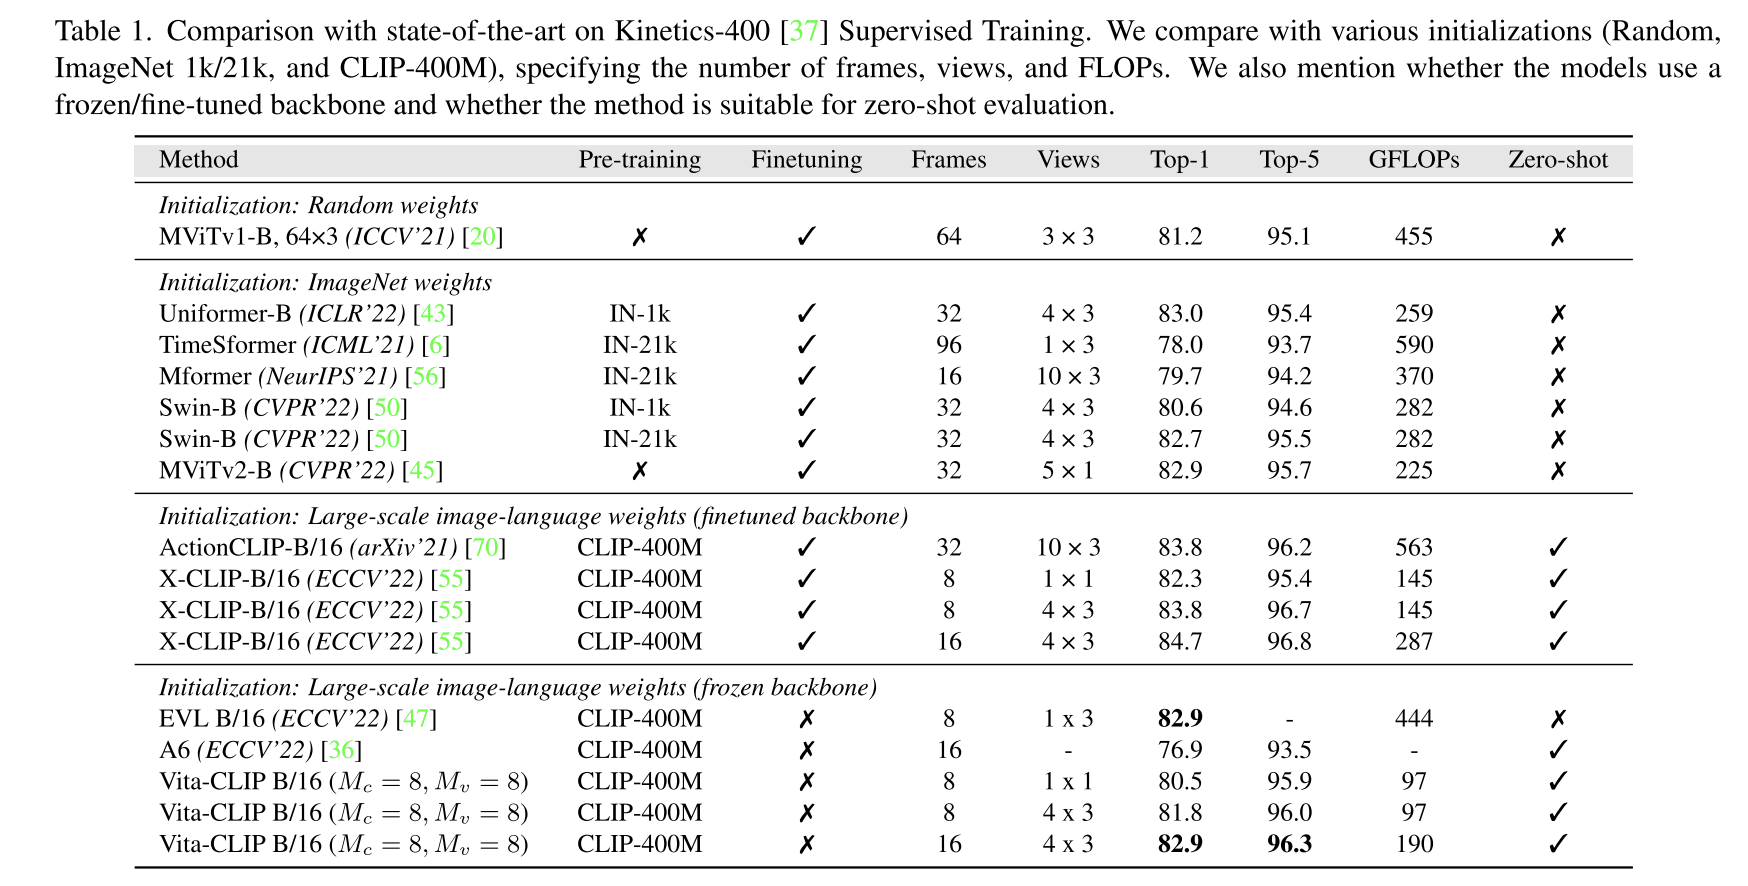 Table 1. Comparison with state-of-the-art on Kinetics-400 [37] Supervised Training. We compare with various initializations (Random,
ImageNet 1k/21k, and CLIP-400M), specifying the number of frames, views, and FLOPs. We also mention whether the models use a
frozen/fine-tuned backbone and whether the method is suitable for zero-shot evaluation.
Method Pre-training Finetuning Frames Views Top-1 Top-5 GFLOPs Zero-shot
Initialization: Random weights
MViTv1-B, 64×3 (ICCV'21) [20] ✗ ✓ 64 3 × 3 81.2 95.1 455 ✗
Initialization: ImageNet weights
Uniformer-B (ICLR'22) [43] IN-1k ✓ 32 4 × 3 83.0 95.4 259 ✗
TimeSformer (ICML'21) [6] IN-21k ✓ 96 1 × 3 78.0 93.7 590 ✗
Mformer (NeurIPS'21) [56] IN-21k ✓ 16 10 × 3 79.7 94.2 370 ✗
Swin-B (CVPR'22) [50] IN-1k ✓ 32 4 × 3 80.6 94.6 282 ✗
Swin-B (CVPR'22) [50] IN-21k ✓ 32 4 × 3 82.7 95.5 282 ✗
MViTv2-B (CVPR'22) [45] ✗ ✓ 32 5 × 1 82.9 95.7 225 ✗
Initialization: Large-scale image-language weights (finetuned backbone)
ActionCLIP-B/16 (arXiv'21) [70] CLIP-400M ✓ 32 10 × 3 83.8 96.2 563 ✓
X-CLIP-B/16 (ECCV'22) [55] CLIP-400M ✓ 8 1 × 1 82.3 95.4 145 ✓
X-CLIP-B/16 (ECCV'22) [55] CLIP-400M ✓ 8 4 × 3 83.8 96.7 145 ✓
X-CLIP-B/16 (ECCV'22) [55] CLIP-400M ✓ 16 4 × 3 84.7 96.8 287 ✓
Initialization: Large-scale image-language weights (frozen backbone)
EVL B/16 (ECCV'22) [47] CLIP-400M ✗ 8 1 x 3 82.9 - 444 ✗
A6 (ECCV'22) [36] CLIP-400M ✗ 16 - 76.9 93.5 - ✓
Vita-CLIP B/16 (M_c = 8, M_v = 8) CLIP-400M ✗ 8 1 x 1 80.5 95.9 97 ✓
Vita-CLIP B/16 (M_c = 8, M_v = 8) CLIP-400M ✗ 8 4 x 3 81.8 96.0 97 ✓
Vita-CLIP B/16 (M_c = 8, M_v = 8) CLIP-400M ✗ 16 4 x 3 82.9 96.3 190 ✓